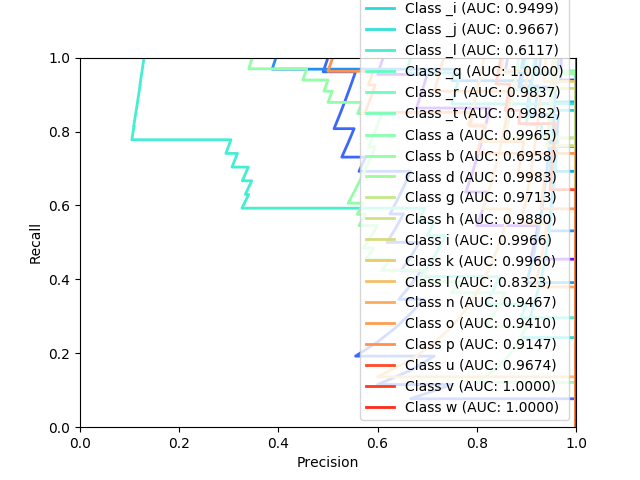 Class _i (AUC: 0.9499)
Class _j (AUC: 0.9667)
Class _l (AUC: 0.6117)
Class _q (AUC: 1.0000)
Class _r (AUC: 0.9837)
Class _t (AUC: 0.9982)
Class a (AUC: 0.9965)
Class b (AUC: 0.6958)
Class d (AUC: 0.9983)
Class g (AUC: 0.9713)
Class h (AUC: 0.9880)
Class i (AUC: 0.9966)
Class k (AUC: 0.9960)
Class l (AUC: 0.8323)
Class n (AUC: 0.9467)
Class o (AUC: 0.9410)
Class p (AUC: 0.9147)
Class u (AUC: 0.9674)
Class v (AUC: 1.0000)
Class w (AUC: 1.0000)
1.0
0.8
0.6
0.4
0.2
0.0
Recall
0.0 0.2 0.4 0.6 0.8 1.0
Precision